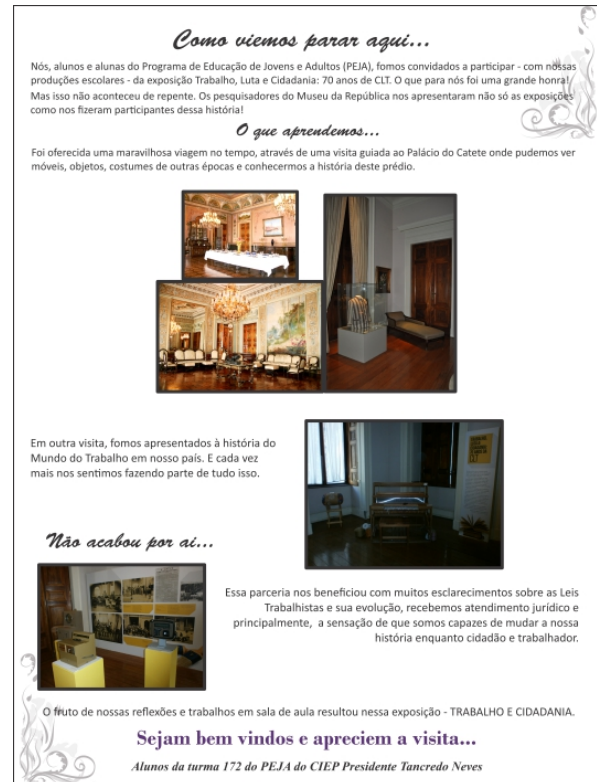 Como viemos parar aqui...
Nós, alunos e alunas do Programa de Educação de Jovens e Adultos (PEJA), fomos convidados a participar - com nossas
produções escolares - da exposição Trabalho, Luta e Cidadania: 70 anos de CLT. O que para nós foi uma grande honra!
Mas isso não aconteceu de repente. Os pesquisadores do Museu da República nos apresentaram não só as exposições
como nos fizeram participantes dessa história!
O que aprendemos...
Foi oferecida uma maravilhosa viagem no tempo, através de uma visita guiada ao Palácio do Catete onde pudemos ver
móveis, objetos, costumes de outras épocas e conhecermos a história deste prédio.
Em outra visita, fomos apresentados à história do
Mundo do Trabalho em nosso país. E cada vez
mais nos sentimos fazendo parte de tudo isso.
Não acabou por ai...
Essa parceria nos beneficiou com muitos esclarecimentos sobre as Leis
Trabalhistas e sua evolução, recebemos atendimento jurídico e
principalmente, a sensação de que somos capazes de mudar a nossa
história enquanto cidadão e trabalhador.
O fruto de nossas reflexões e trabalhos em sala de aula resultou nessa exposição - TRABALHO E CIDADANIA.
Sejam bem vindos e apreciem a visita...
Alunos da turma 172 do PEJA do CIEP Presidente Tancredo Neves